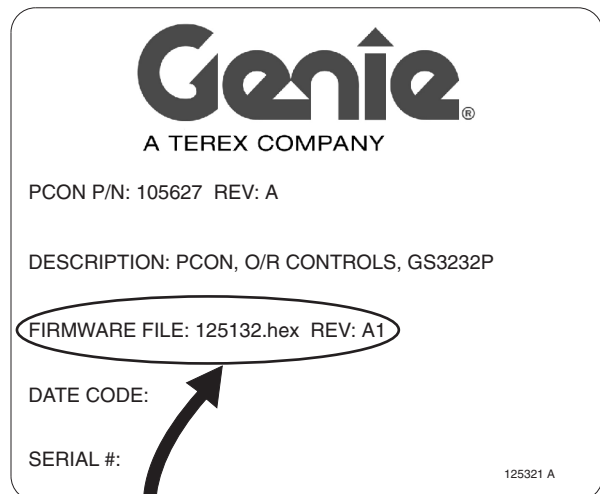 Genie®
A TEREX COMPANY
PCON P/N: 105627 REV: A
DESCRIPTION: PCON, O/R CONTROLS, GS3232P
FIRMWARE FILE: 125132.hex REV: A1
DATE CODE:
SERIAL #:
125321 A